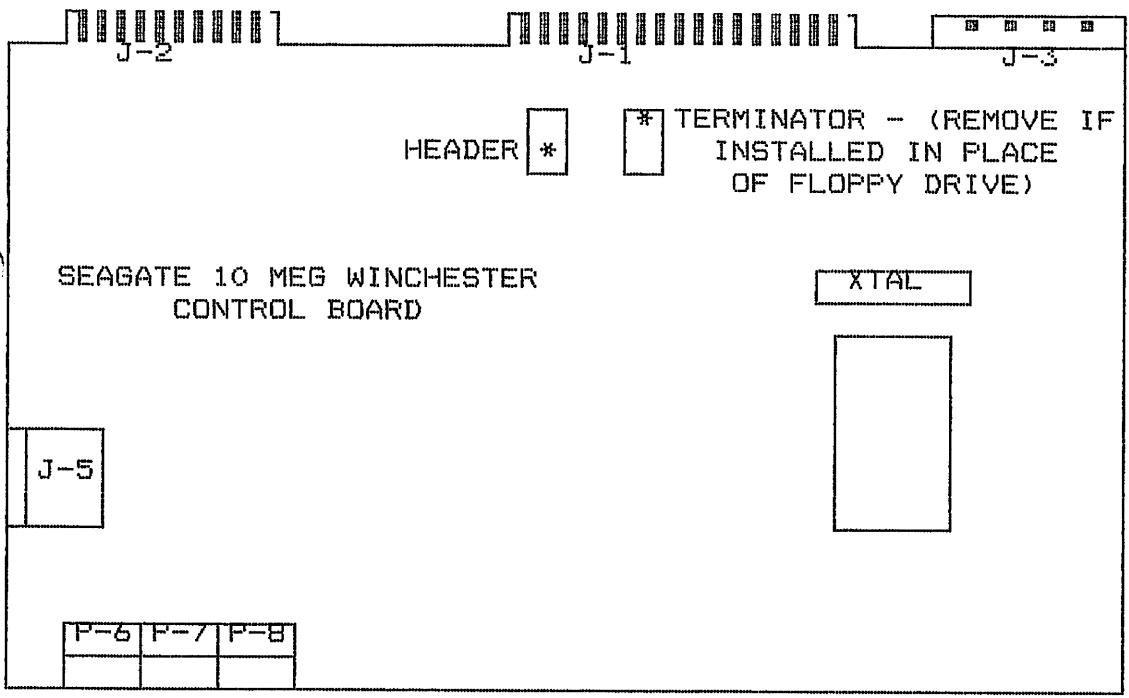 J-2
J-1
J-3
HEADER *
* TERMINATOR - (REMOVE IF
INSTALLED IN PLACE
OF FLOPPY DRIVE)
SEAGATE 10 MEG WINCHESTER
CONTROL BOARD
XTAL
J-5
P-6 P-7 P-8